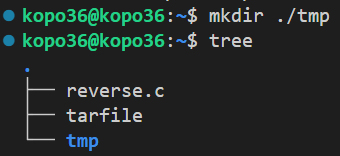 kopo36@kopo36:~$ mkdir ./tmp
kopo36@kopo36:~$ tree
.
├── reverse.c
├── tarfile
└── tmp